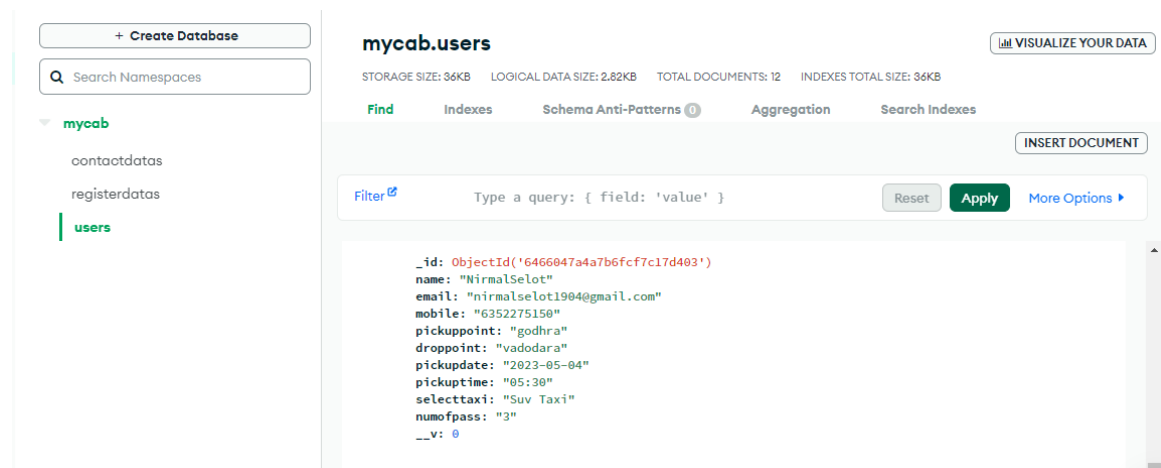 + Create Database
Search Namespaces
mycab
contactdatas
registerdatas
users
mycab.users
VISUALIZE YOUR DATA
STORAGE SIZE: 36KB LOGICAL DATA SIZE: 2.82KB TOTAL DOCUMENTS: 12 INDEXES TOTAL SIZE: 36KB
Find Indexes Schema Anti-Patterns 0 Aggregation Search Indexes
INSERT DOCUMENT
Filter Type a query: { field: 'value' } Reset Apply More Options
_id: ObjectId('6466047a4a7b6fcf7c17d403')
name: "NirmalSelot"
email: "nirmalselot1904@gmail.com"
mobile: "6352275150"
pickuppoint: "godhra"
droppoint: "vadodara"
pickupdate: "2023-05-04"
pickuptime: "05:30"
selecttaxi: "Suv Taxi"
numofpass: "3"
__v: 0